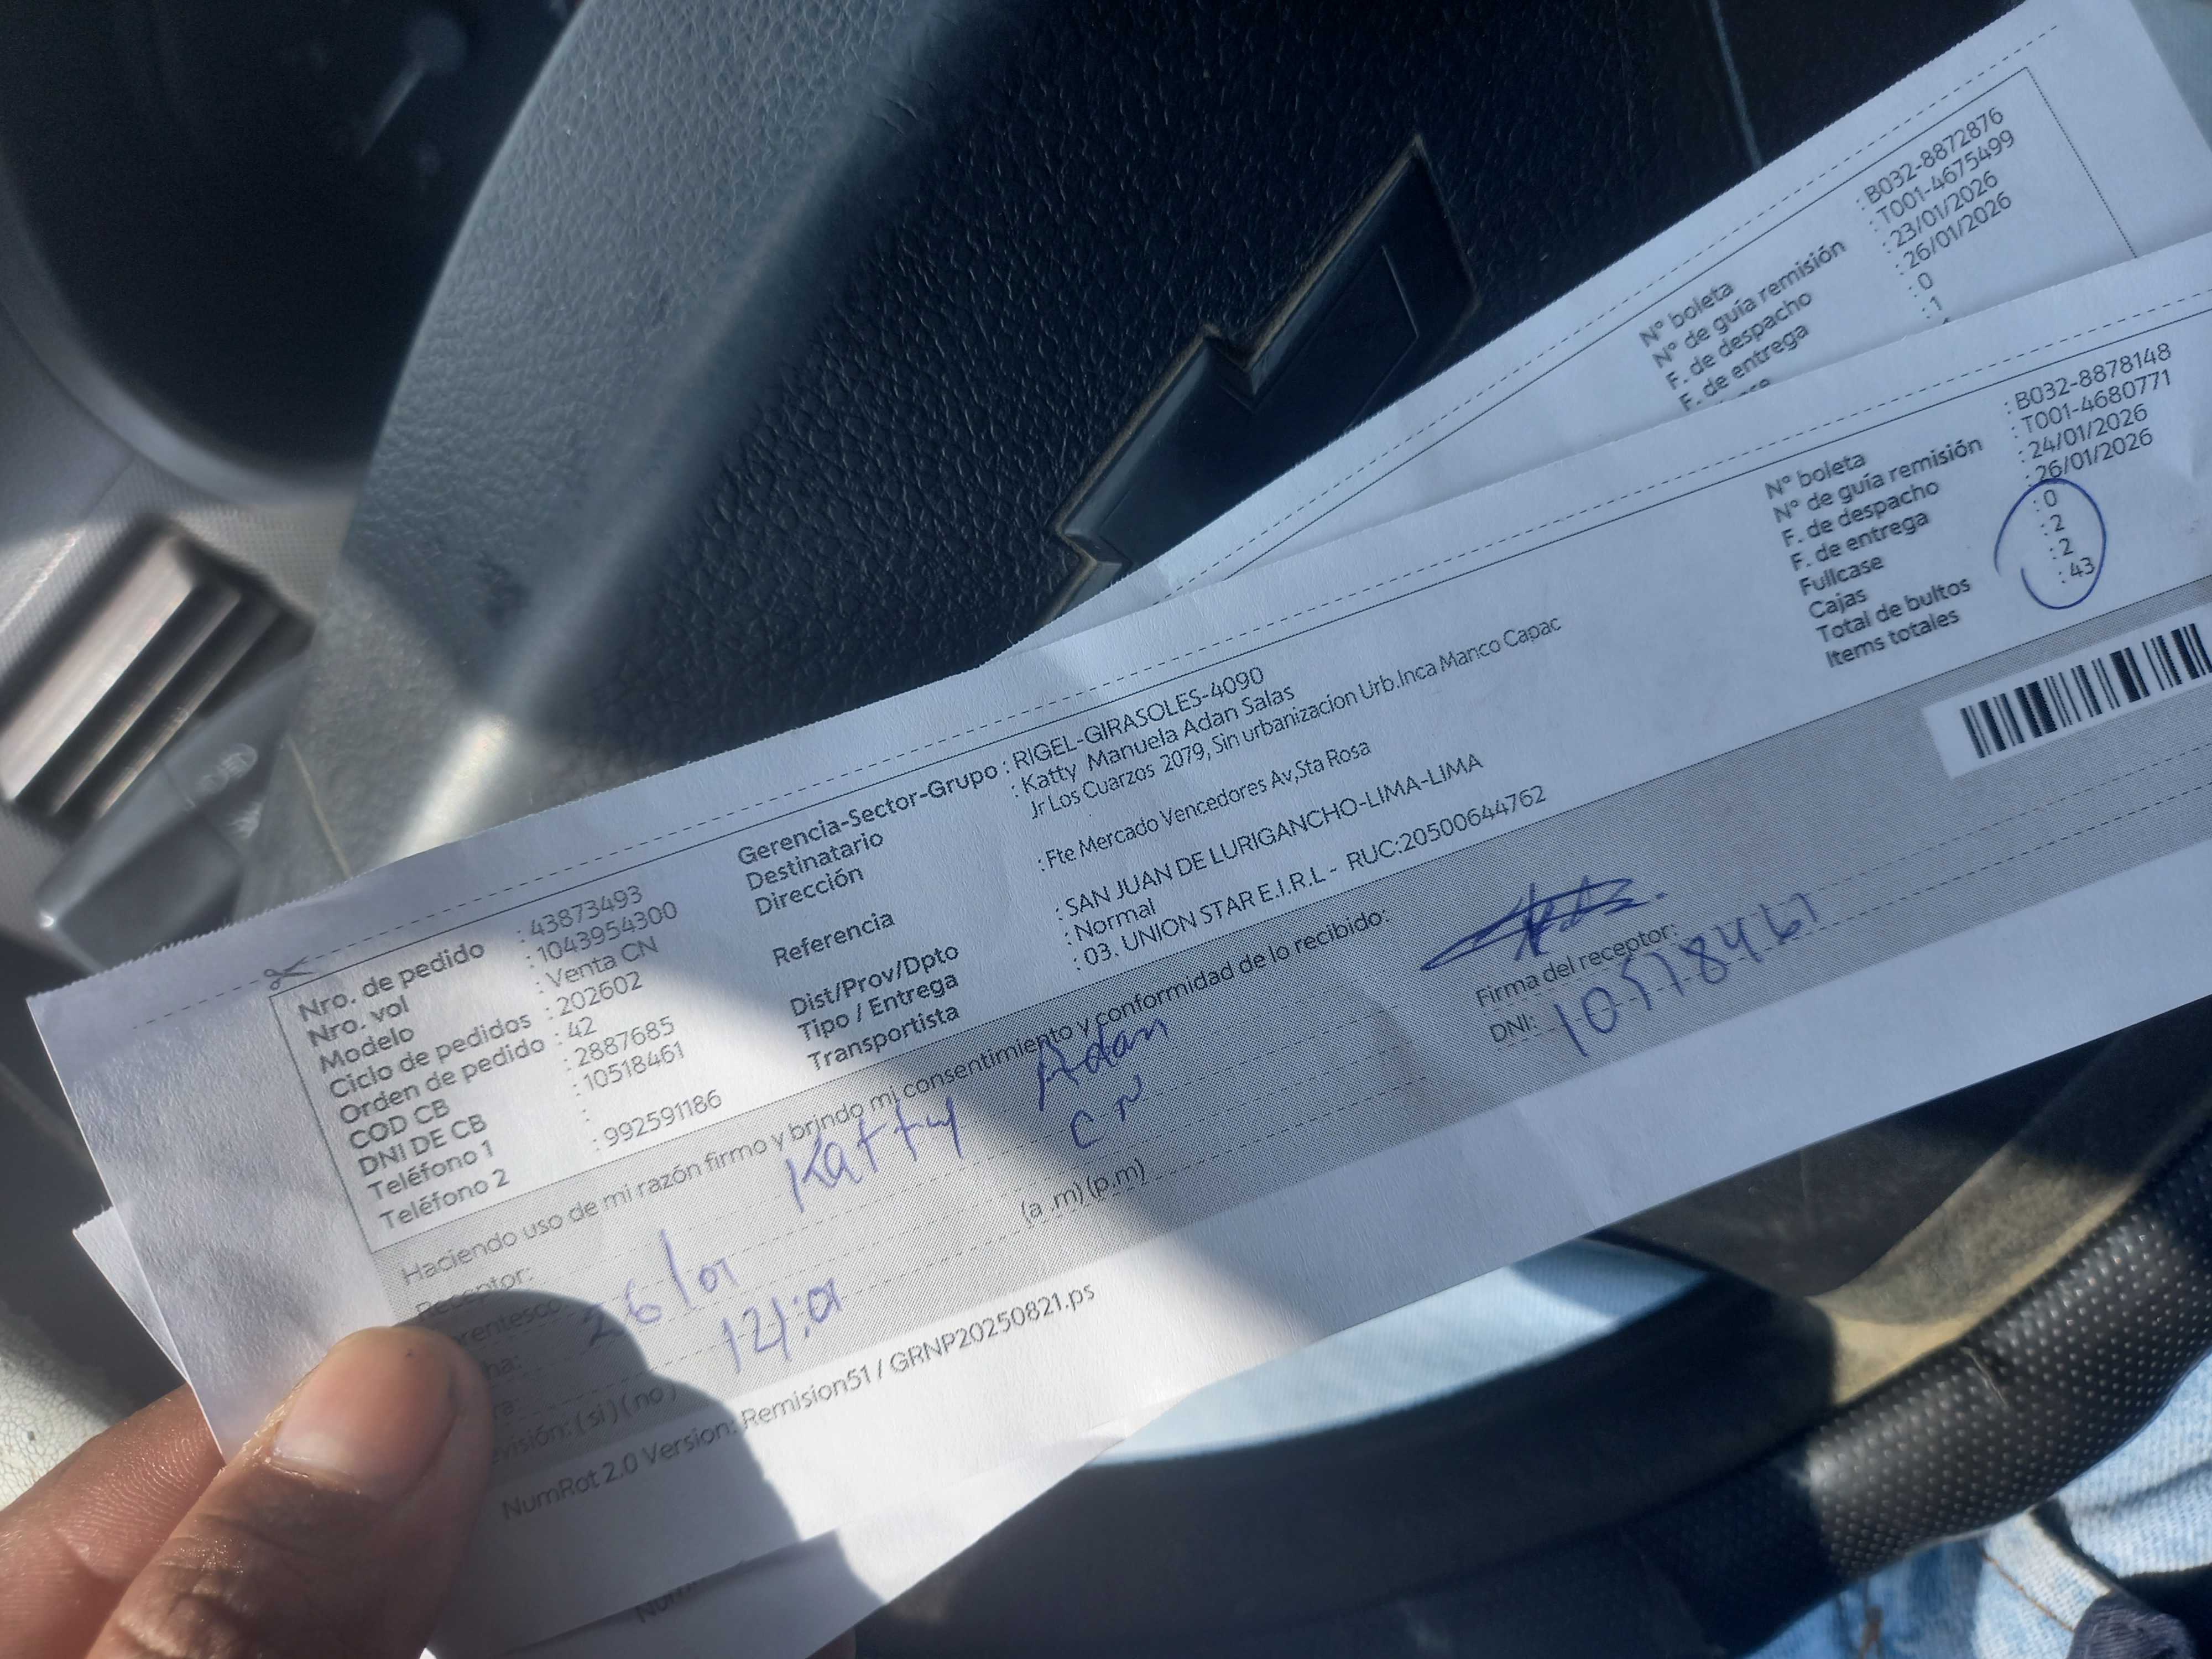 Nº boleta : B032-8872876
Nº de guía remisión : T001-4675499
F. de despacho : 23/01/2026
F. de entrega : 26/01/2026
: 0
: 1
Nro. de pedido : 43873493
Nro. vol : 1043954300
Modelo : Venta CN
Ciclo de pedidos : 202602
Orden de pedido : 42
COD CB : 2887685
DNI DE CB : 10518461
Teléfono 1 :
Teléfono 2 : 992591186
Gerencia-Sector-Grupo : RIGEL-GIRASOLES-4090
Destinatario : Katty Manuela Adan Salas
Dirección Jr Los Cuarzos 2079, Sin urbanizacion Urb.Inca Manco Capac
Referencia : Fte Mercado Vencedores Av,Sta Rosa
Dist/Prov/Dpto : SAN JUAN DE LURIGANCHO-LIMA-LIMA
Tipo / Entrega : Normal
Transportista : 03. UNION STAR E.I.R.L - RUC:20500644762
Nº boleta : B032-8878148
Nº de guía remisión : T001-4680771
F. de despacho : 24/01/2026
F. de entrega : 26/01/2026
Fullcase : 0
Cajas : 2
Total de bultos : 2
Items totales : 43
Haciendo uso de mi razón firmo y brindo mi consentimiento y conformidad de lo recibido:
Receptor: Katty Adan
26/01
14:01 (a .m) (p.m)
(si) (no)
Firma del receptor:
DNI: 10518461
NumRot 2.0 Version: Remision51 / GRNP20250821.ps